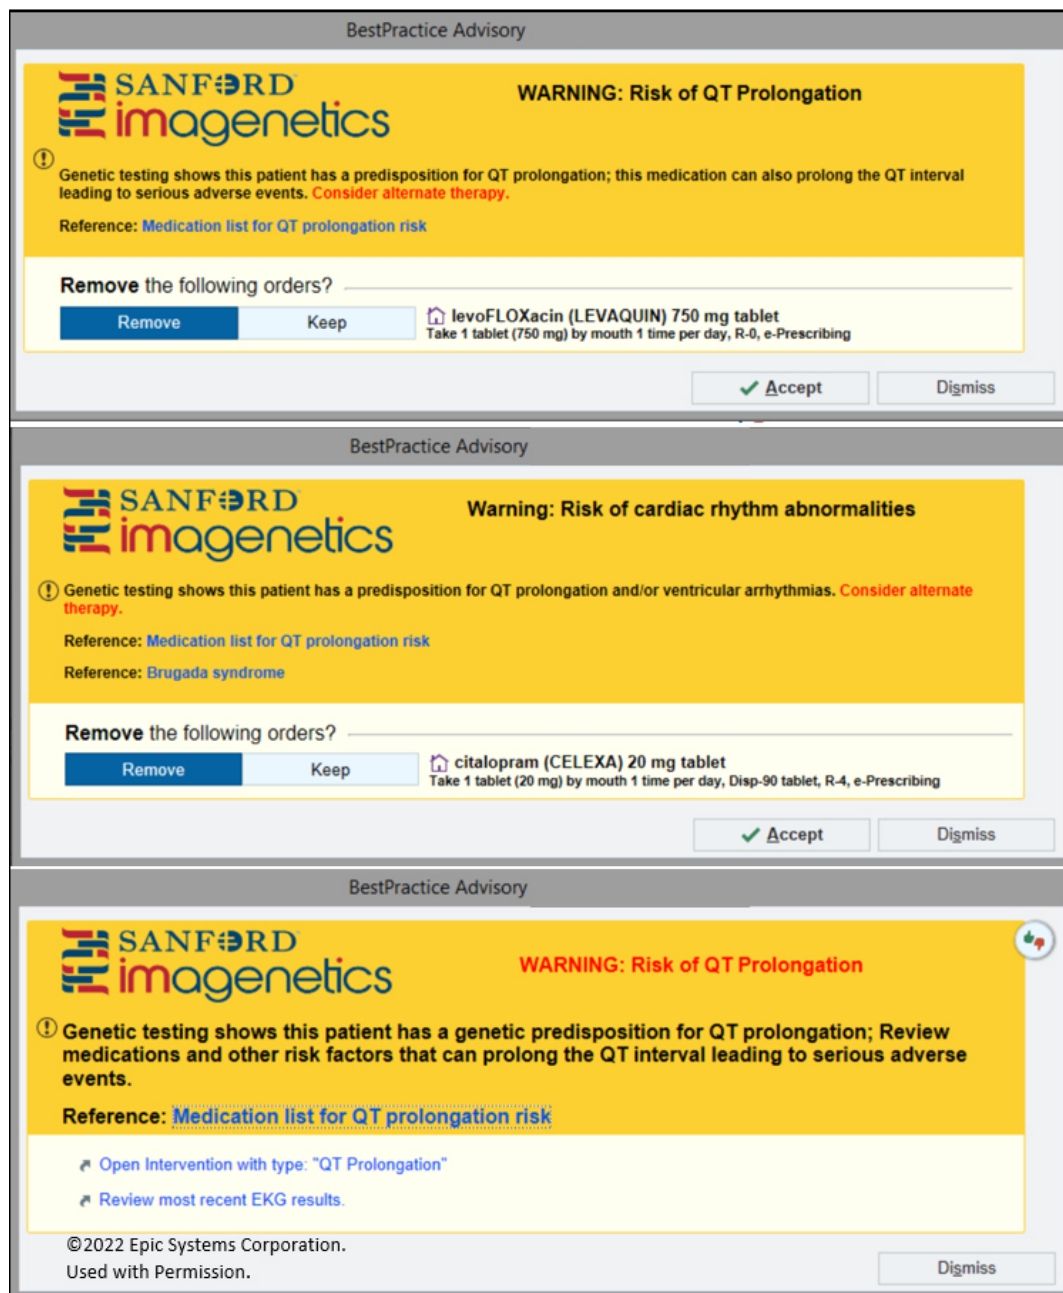 BestPractice Advisory
SANFORD
imagenetics
WARNING: Risk of QT Prolongation
Genetic testing shows this patient has a predisposition for QT prolongation; this medication can also prolong the QT interval
leading to serious adverse events. Consider alternate therapy.
Reference: Medication list for QT prolongation risk
Remove the following orders?
Remove
Keep
levoFLOXacin (LEVAQUIN) 750 mg tablet
Take 1 tablet (750 mg) by mouth 1 time per day, R-0, e-Prescribing
Accept
Dismiss
BestPractice Advisory
SANFORD
imagenetics
Warning: Risk of cardiac rhythm abnormalities
Genetic testing shows this patient has a predisposition for QT prolongation and/or ventricular arrhythmias. Consider alternate
therapy.
Reference: Medication list for QT prolongation risk
Reference: Brugada syndrome
Remove the following orders?
Remove
Keep
citalopram (CELEXA) 20 mg tablet
Take 1 tablet (20 mg) by mouth 1 time per day, Disp-90 tablet, R-4, e-Prescribing
Accept
Dismiss
BestPractice Advisory
SANFORD
imagenetics
WARNING: Risk of QT Prolongation
Genetic testing shows this patient has a genetic predisposition for QT prolongation; Review
medications and other risk factors that can prolong the QT interval leading to serious adverse
events.
Reference: Medication list for QT prolongation risk
Open Intervention with type: "QT Prolongation"
Review most recent EKG results.
©2022 Epic Systems Corporation.
Used with Permission.
Dismiss